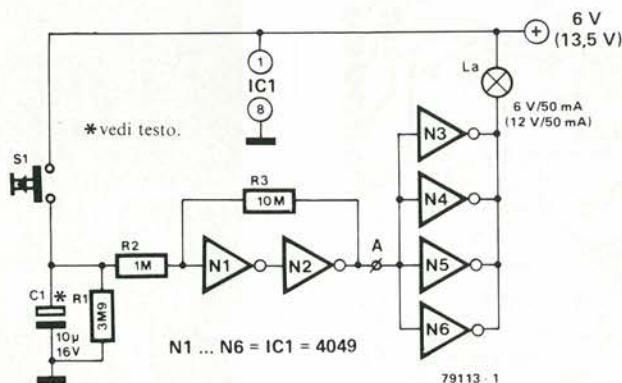 6 V
(13,5 V)
+
La
1
IC1
8
*vedi testo.
6 V/50 mA
(12 V/50 mA)
N3
S1
R3
10 M
N4
R2
1M
N1
N2
A
N5
C1
*
R1
3M9
10µ
16V
N6
N1 ... N6 = IC1 = 4049
79113 - 1